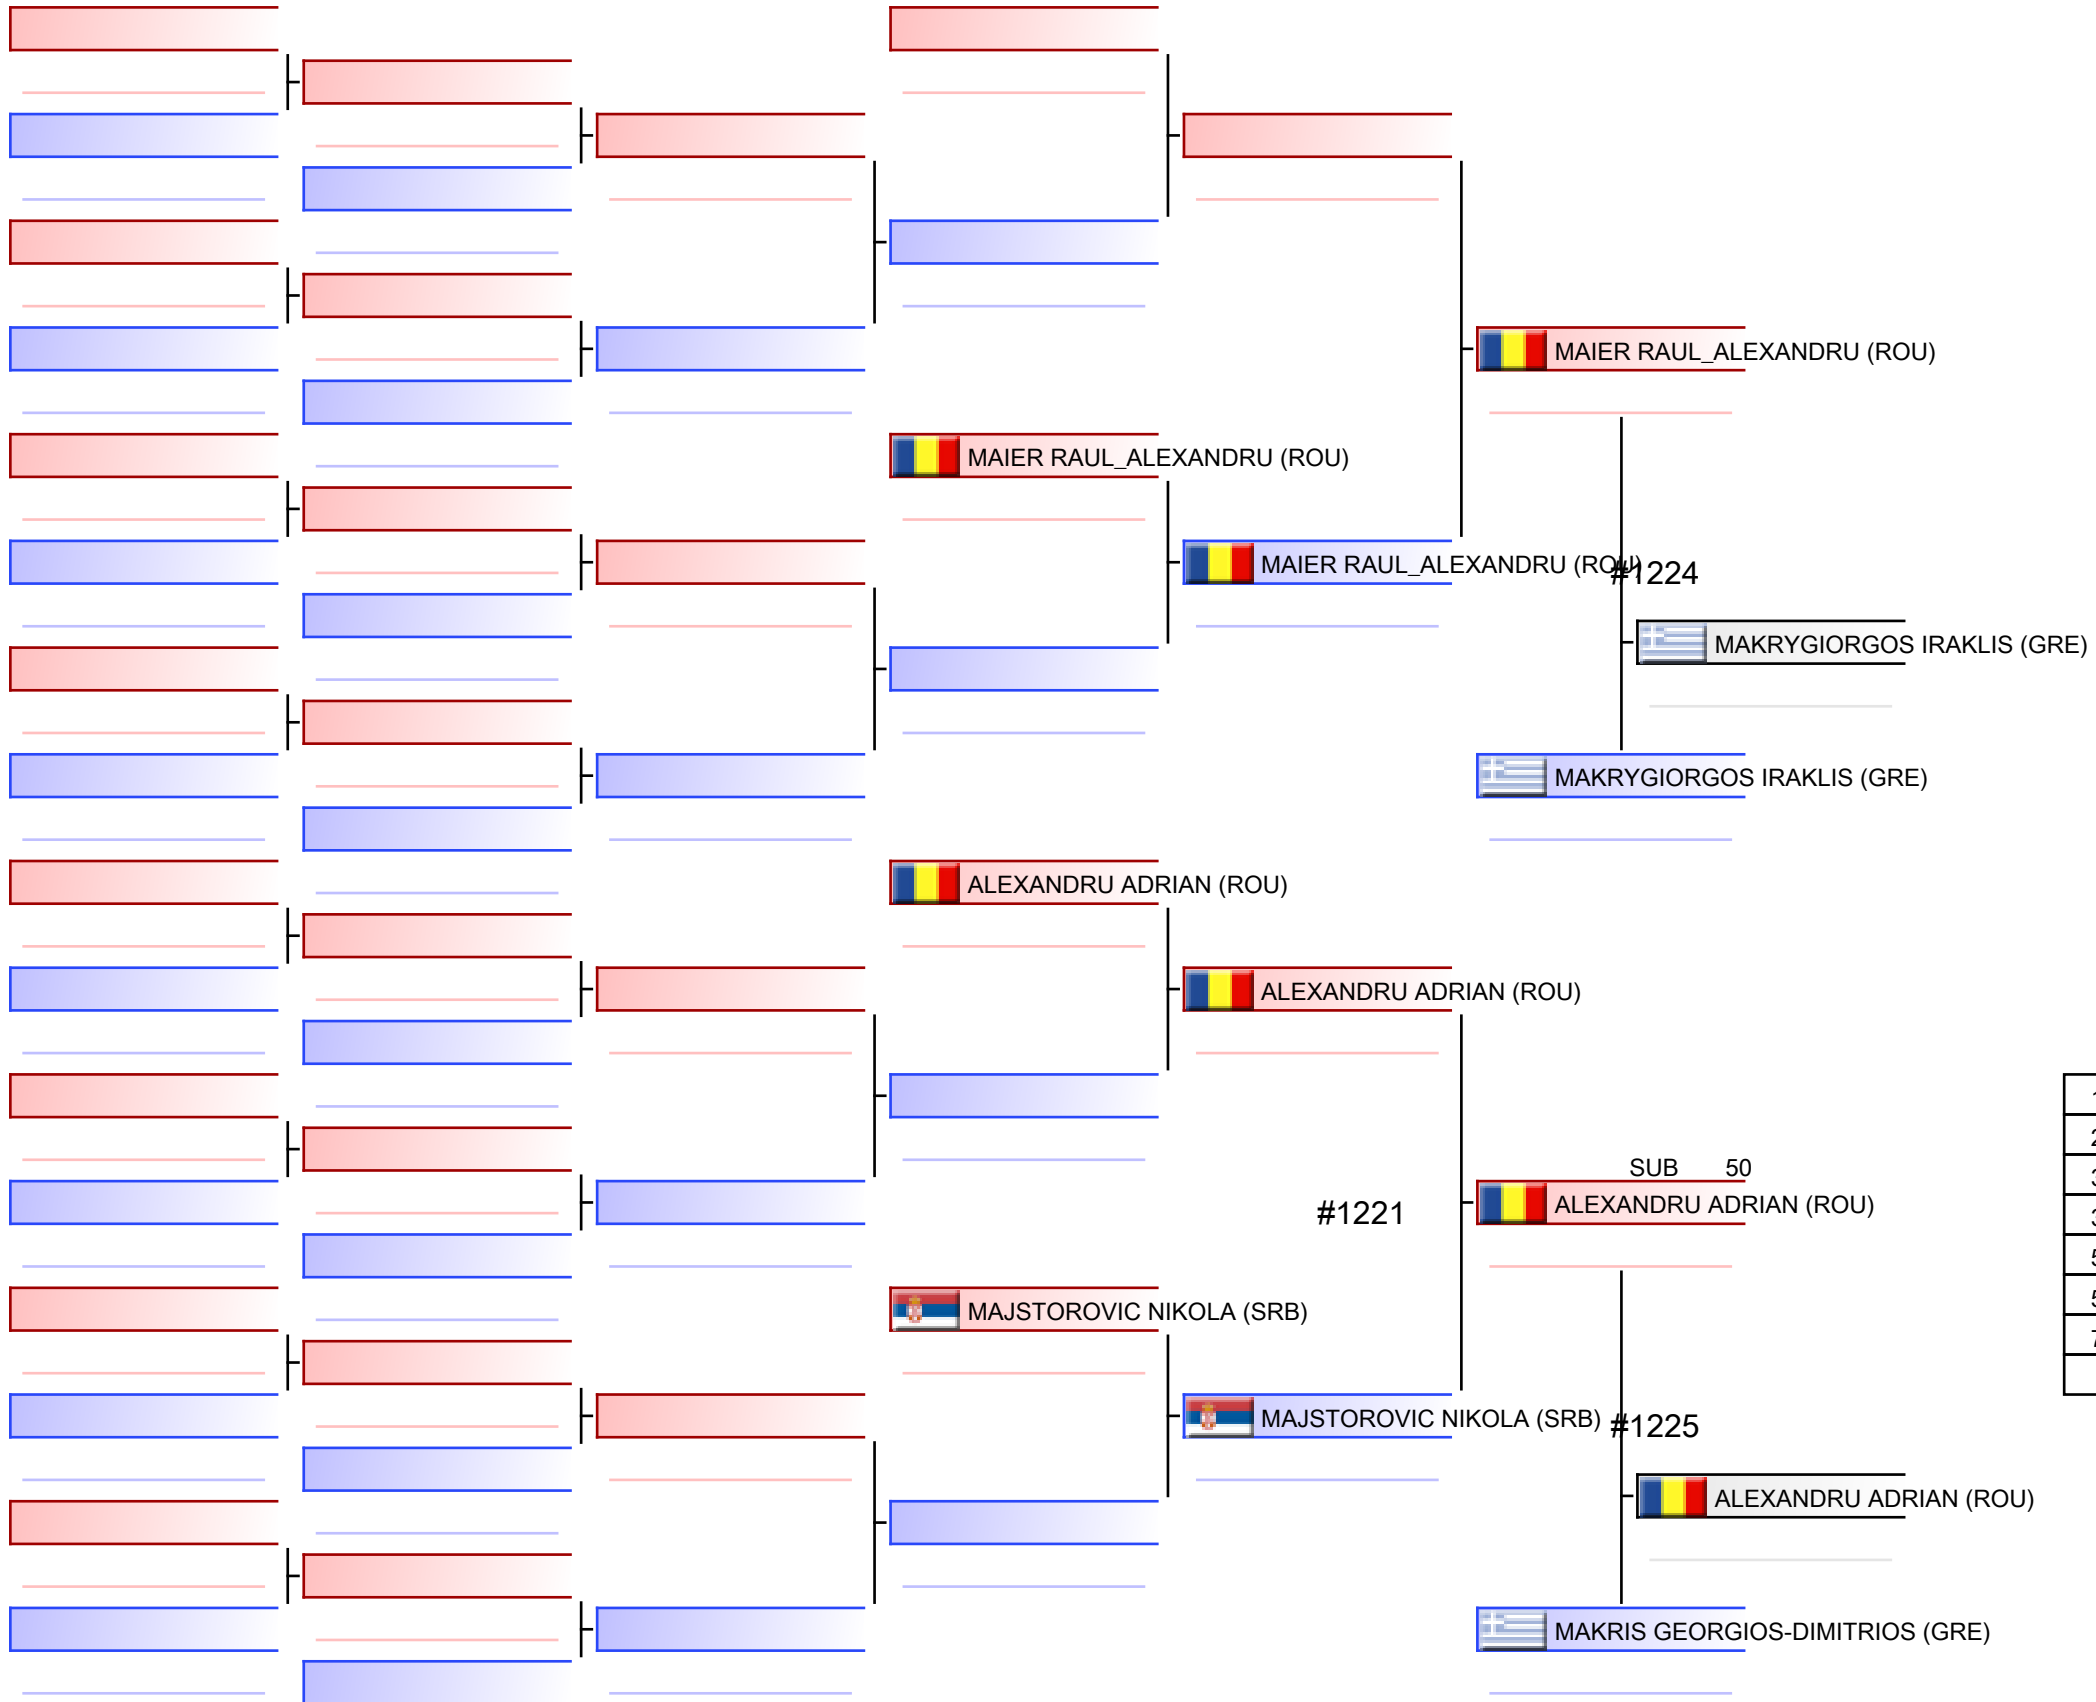 MAIER RAUL_ALEXANDRU (ROU)
MAIER RAUL_ALEXANDRU (ROU)
MAIER RAUL_ALEXANDRU (ROU)
#1224
MAKRYGIORGOS IRAKLIS (GRE)
MAKRYGIORGOS IRAKLIS (GRE)
ALEXANDRU ADRIAN (ROU)
ALEXANDRU ADRIAN (ROU)
SUB 50
ALEXANDRU ADRIAN (ROU)
#1221
MAJSTOROVIC NIKOLA (SRB)
MAJSTOROVIC NIKOLA (SRB)
#1225
ALEXANDRU ADRIAN (ROU)
MAKRIS GEORGIOS-DIMITRIOS (GRE)